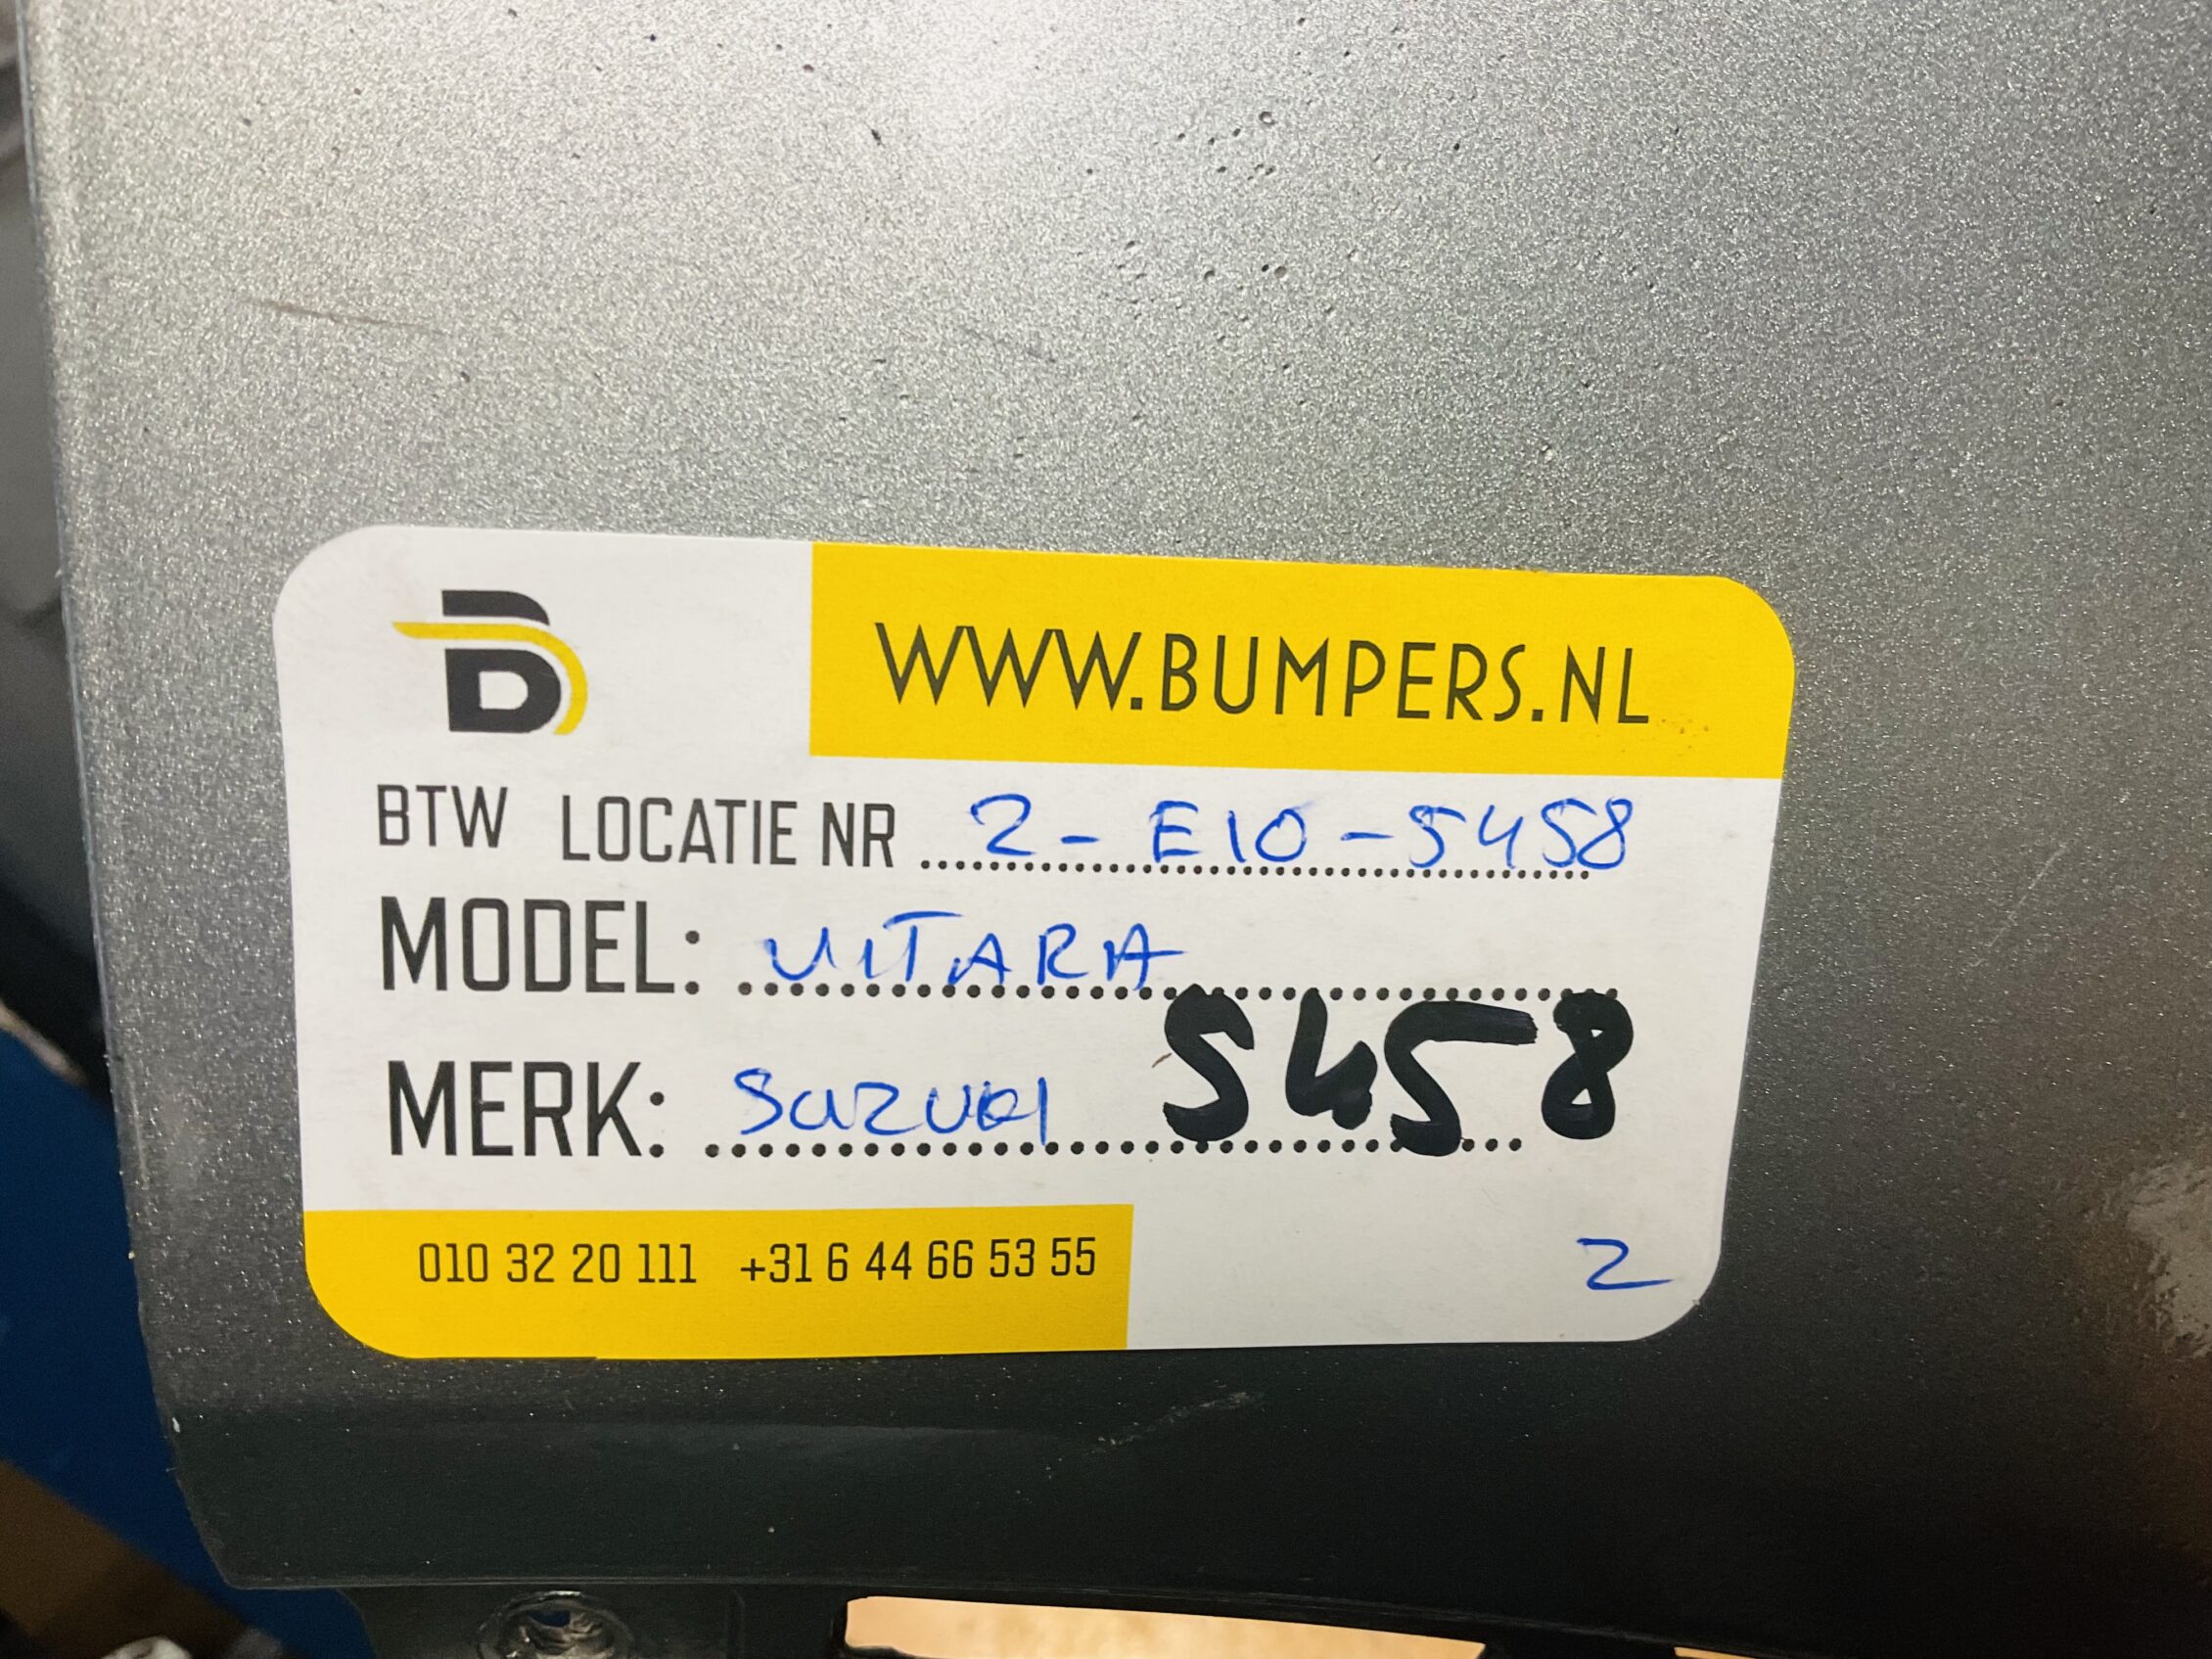 B
WWW.BUMPERS.NL
BTW LOCATIE NR 2-E10-5458
MODEL: VITARA
MERK: Suzuki 5458
010 32 20 111 +31 6 44 66 53 55
2